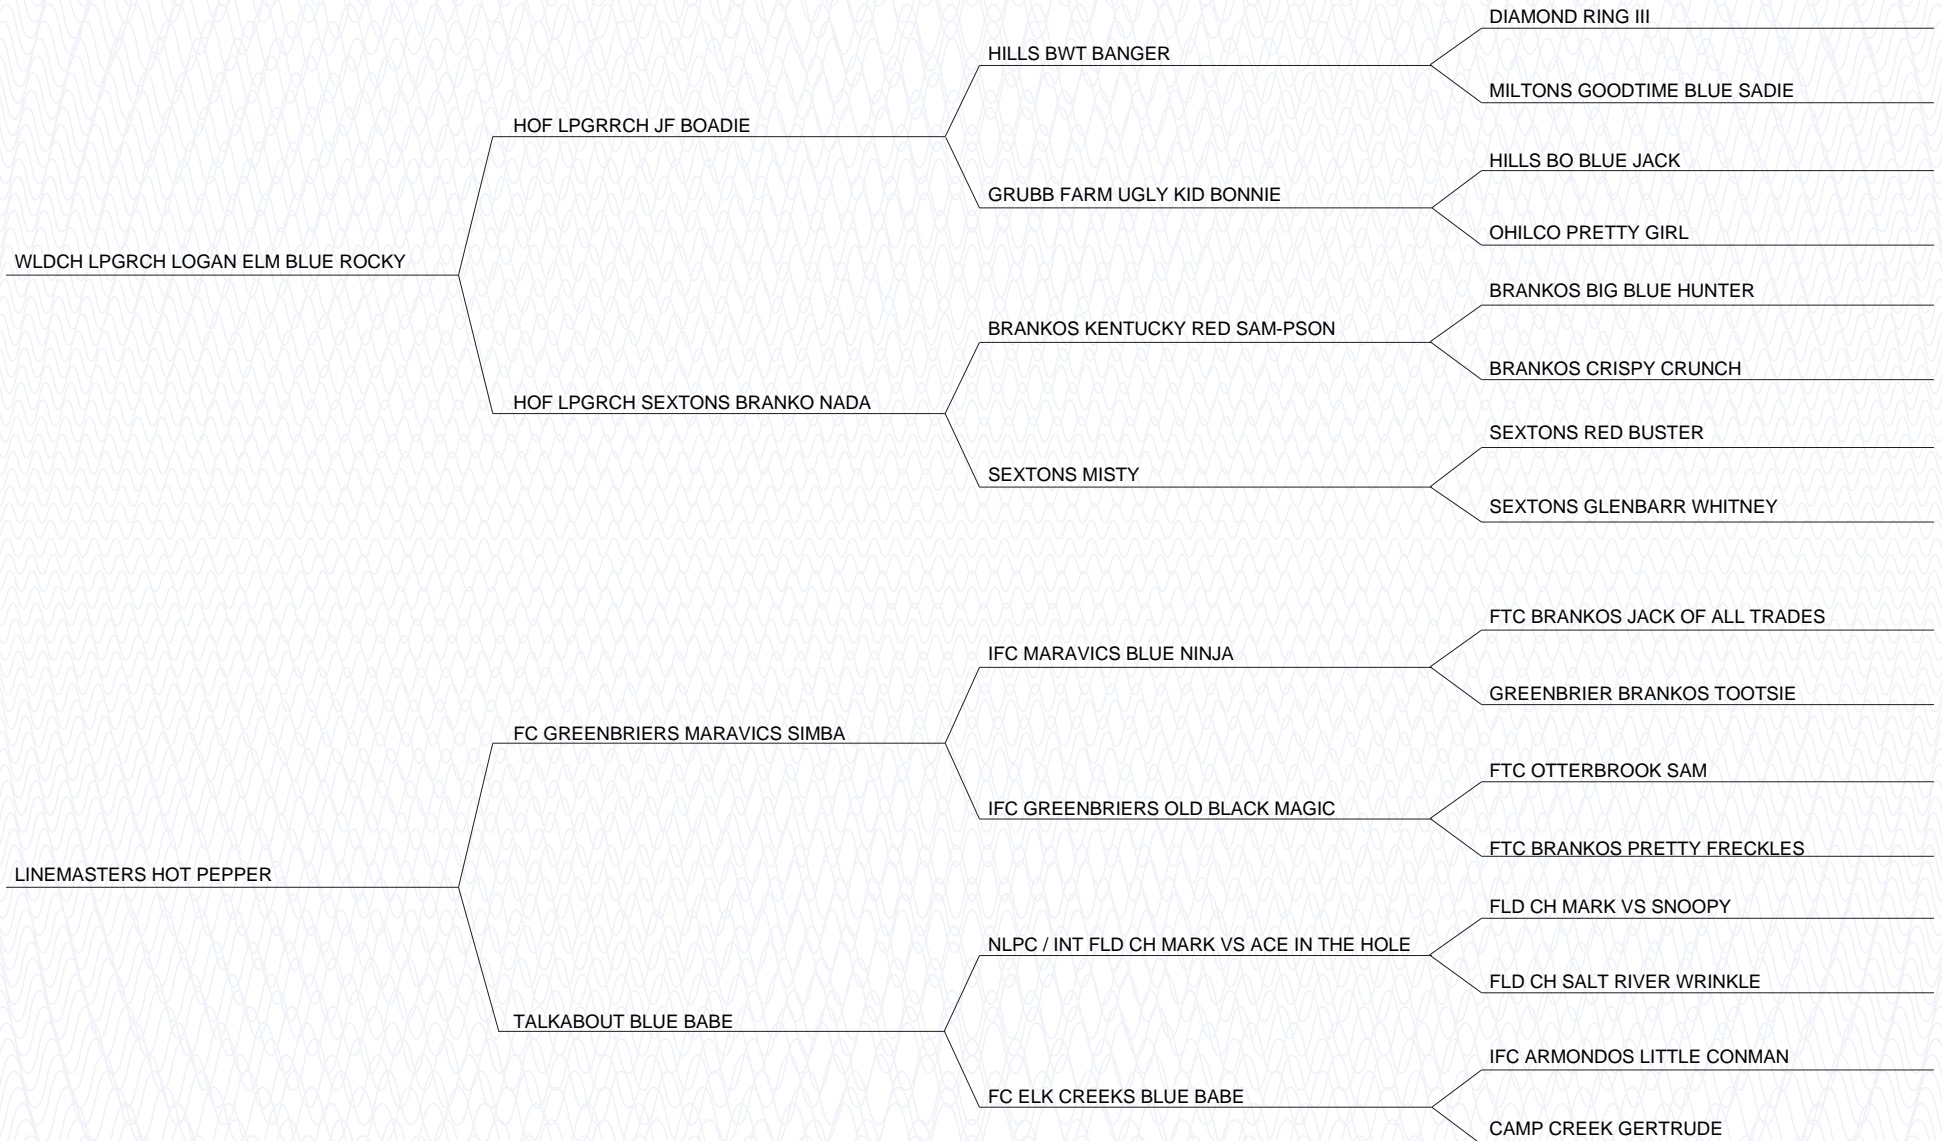 DIAMOND RING III
HILLS BWT BANGER
MILTONS GOODTIME BLUE SADIE
HOF LPGRRCH JF BOADIE
HILLS BO BLUE JACK
GRUBB FARM UGLY KID BONNIE
OHILCO PRETTY GIRL
WLDCH LPGRCH LOGAN ELM BLUE ROCKY
BRANKOS BIG BLUE HUNTER
BRANKOS KENTUCKY RED SAM-PSON
BRANKOS CRISPY CRUNCH
HOF LPGRCH SEXTONS BRANKO NADA
SEXTONS RED BUSTER
SEXTONS MISTY
SEXTONS GLENBARR WHITNEY
FTC BRANKOS JACK OF ALL TRADES
IFC MARAVICS BLUE NINJA
GREENBRIER BRANKOS TOOTSIE
FC GREENBRIERS MARAVICS SIMBA
FTC OTTERBROOK SAM
IFC GREENBRIERS OLD BLACK MAGIC
FTC BRANKOS PRETTY FRECKLES
LINEMASTERS HOT PEPPER
FLD CH MARK VS SNOOPY
NLPC / INT FLD CH MARK VS ACE IN THE HOLE
FLD CH SALT RIVER WRINKLE
TALKABOUT BLUE BABE
IFC ARMONDOS LITTLE CONMAN
FC ELK CREEKS BLUE BABE
CAMP CREEK GERTRUDE